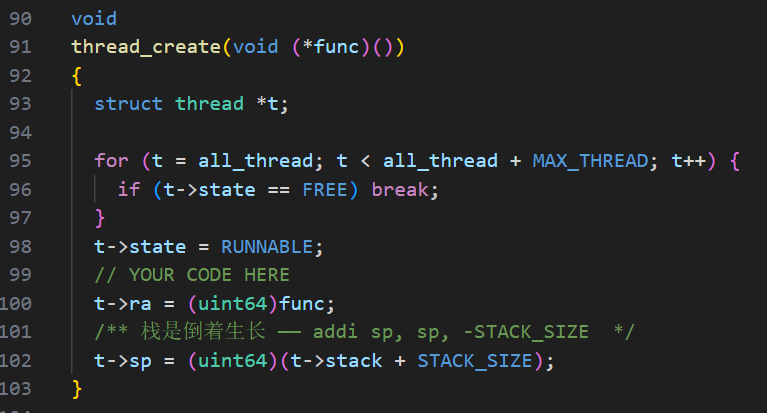 90 void
91 thread_create(void (*func)())
92 {
93   struct thread *t;
94
95   for (t = all_thread; t < all_thread + MAX_THREAD; t++) {
96     if (t->state == FREE) break;
97   }
98   t->state = RUNNABLE;
99   // YOUR CODE HERE
100   t->ra = (uint64)func;
101   /** 栈是倒着生长 —— addi sp, sp, -STACK_SIZE  */
102   t->sp = (uint64)(t->stack + STACK_SIZE);
103 }